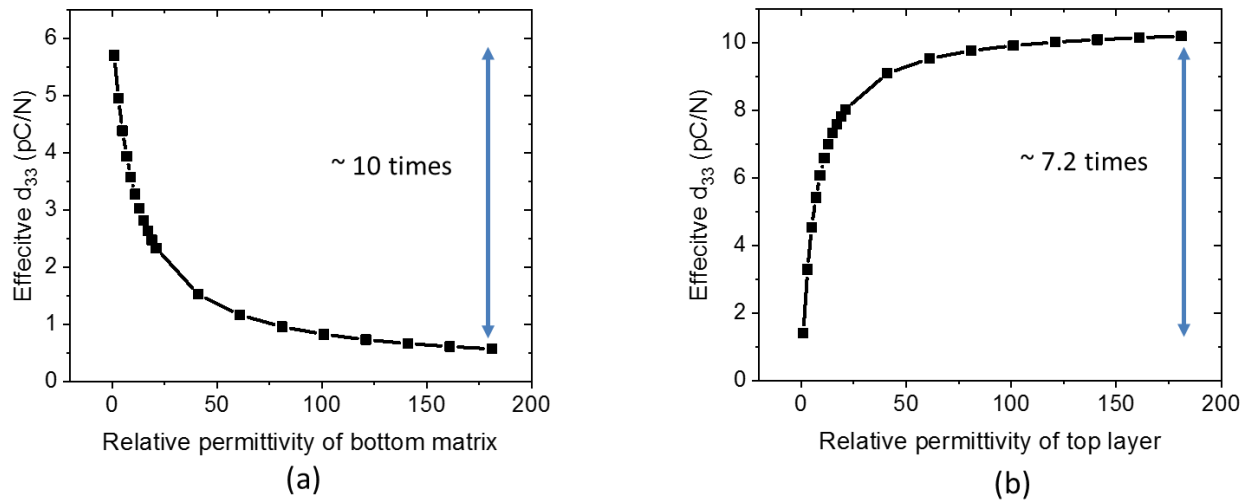 6
5
4
3
2
1
0
Effecitve d33 (pC/N)
~ 10 times
0 50 100 150 200
Relative permittivity of bottom matrix
(a)
10
8
6
4
2
0
Effecitve d33 (pC/N)
~ 7.2 times
0 50 100 150 200
Relative permittivity of top layer
(b)